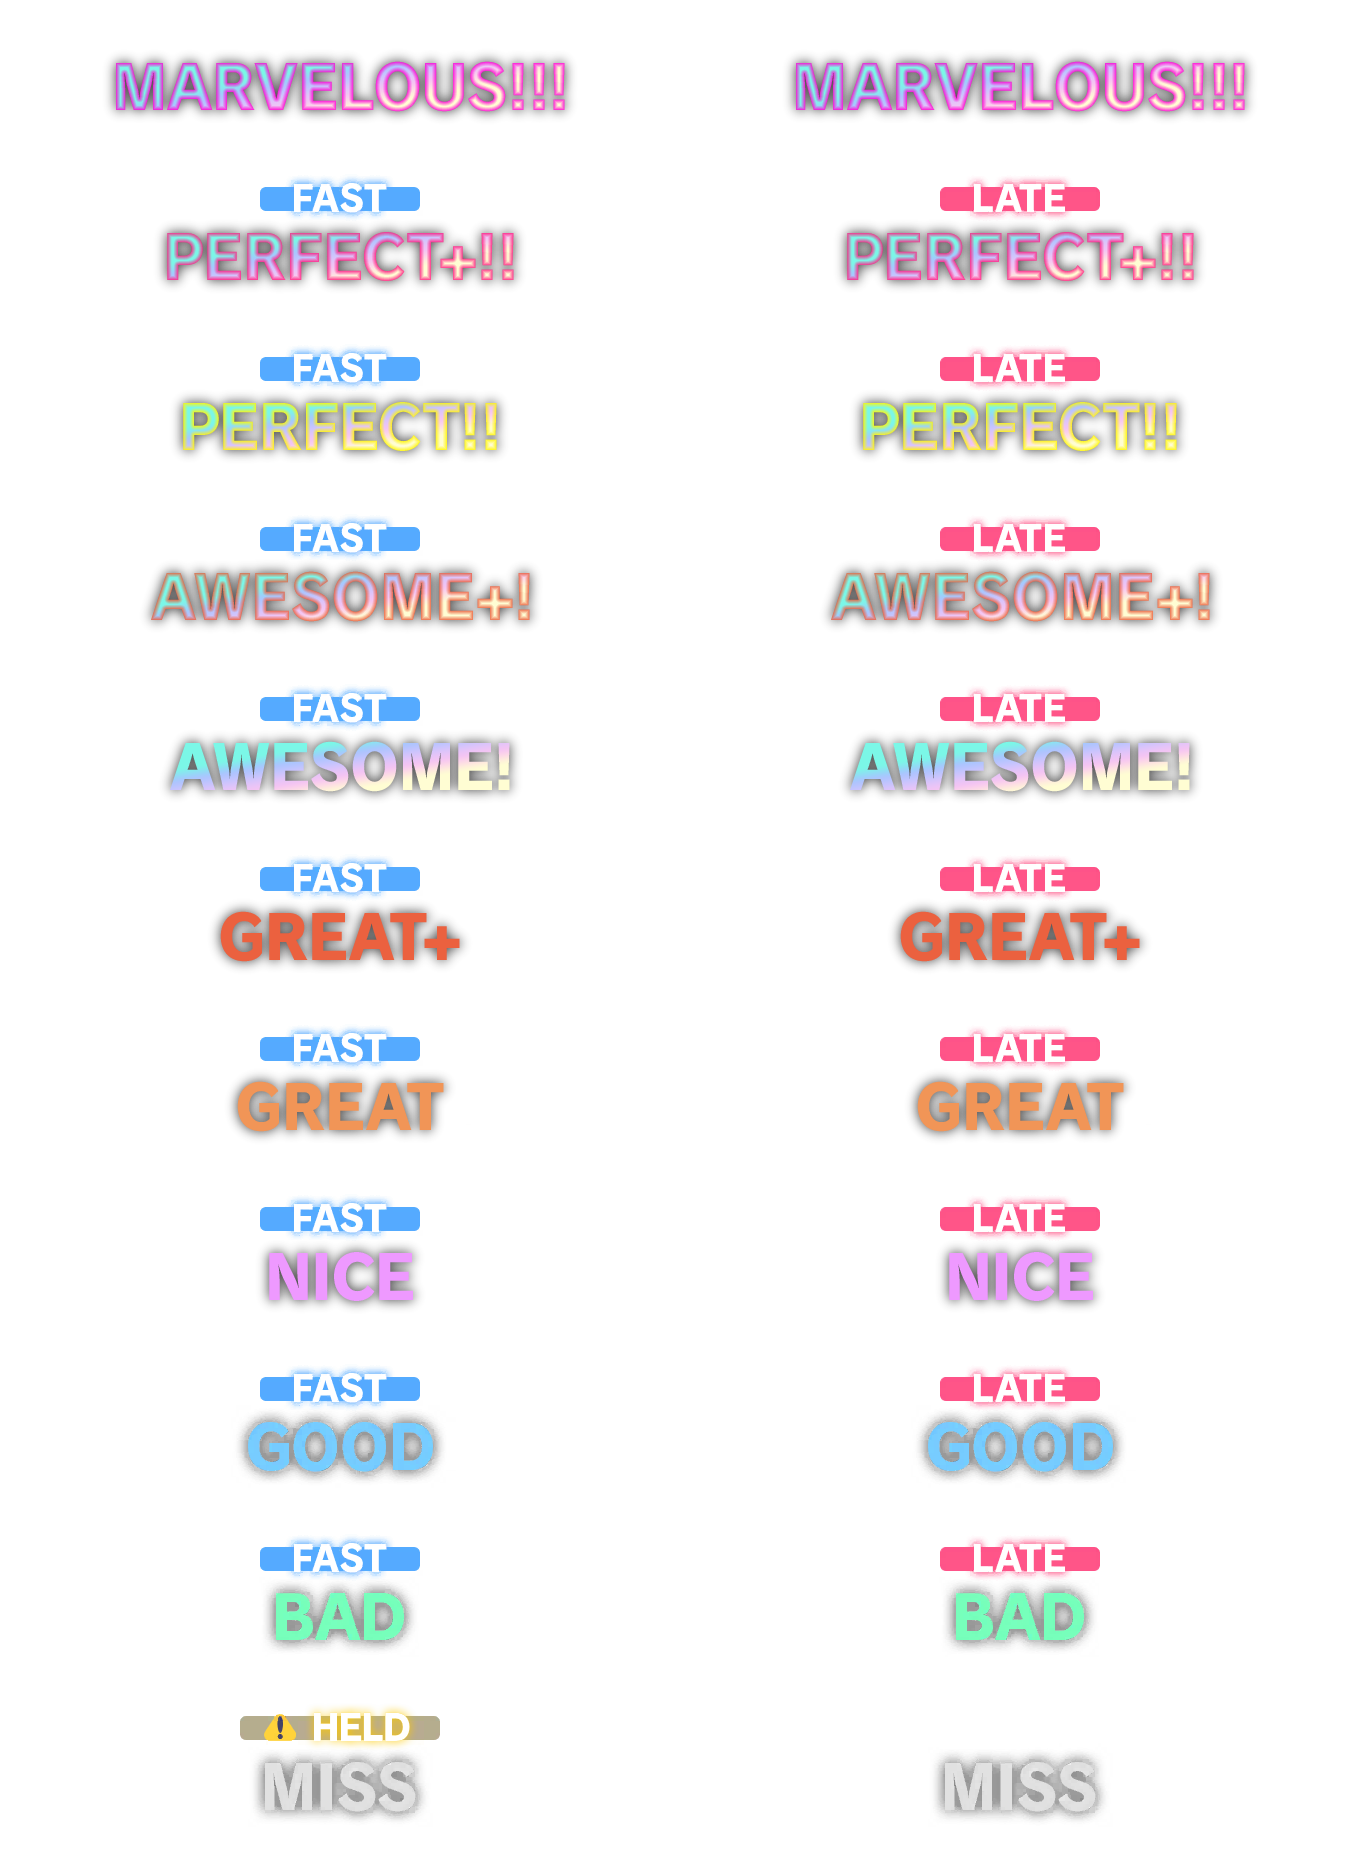 MARVELOUS!!! MARVELOUS!!!
FAST LATE
PERFECT+!! PERFECT+!!
FAST LATE
PERFECT!! PERFECT!!
FAST LATE
AWESOME+! AWESOME+!
FAST LATE
AWESOME! AWESOME!
FAST LATE
GREAT+ GREAT+
FAST LATE
GREAT GREAT
FAST LATE
NICE NICE
FAST LATE
GOOD GOOD
FAST LATE
BAD BAD
⚠ HELD
MISS MISS